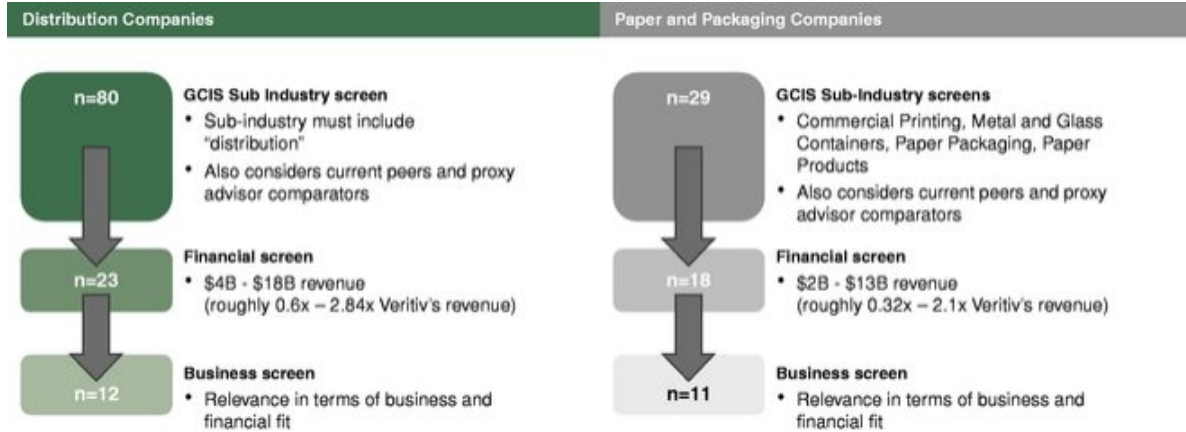 Distribution Companies
Paper and Packaging Companies
n=80
GCIS Sub Industry screen
• Sub-industry must include
"distribution"
• Also considers current peers and proxy
advisor comparators
n=23
Financial screen
• $4B - $18B revenue
(roughly 0.6x – 2.84x Veritiv's revenue)
n=12
Business screen
• Relevance in terms of business and
financial fit
n=29
GCIS Sub-Industry screens
• Commercial Printing, Metal and Glass
Containers, Paper Packaging, Paper
Products
• Also considers current peers and proxy
advisor comparators
n=18
Financial screen
• $2B - $13B revenue
(roughly 0.32x – 2.1x Veritiv's revenue)
n=11
Business screen
• Relevance in terms of business and
financial fit